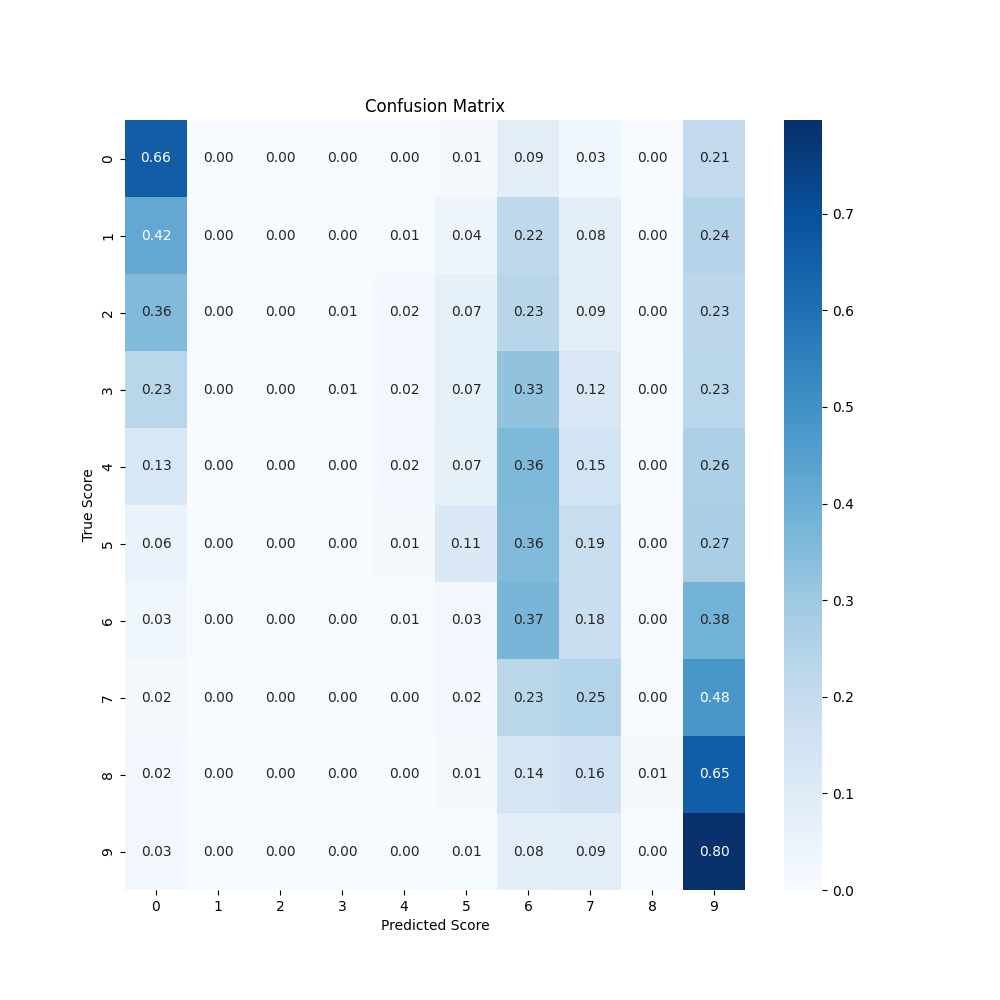 Confusion Matrix
0 0.66 0.00 0.00 0.00 0.00 0.01 0.09 0.03 0.00 0.21
1 0.42 0.00 0.00 0.00 0.01 0.04 0.22 0.08 0.00 0.24
2 0.36 0.00 0.00 0.01 0.02 0.07 0.23 0.09 0.00 0.23
3 0.23 0.00 0.00 0.01 0.02 0.07 0.33 0.12 0.00 0.23
4 0.13 0.00 0.00 0.00 0.02 0.07 0.36 0.15 0.00 0.26
5 0.06 0.00 0.00 0.00 0.01 0.11 0.36 0.19 0.00 0.27
6 0.03 0.00 0.00 0.00 0.01 0.03 0.37 0.18 0.00 0.38
7 0.02 0.00 0.00 0.00 0.00 0.02 0.23 0.25 0.00 0.48
8 0.02 0.00 0.00 0.00 0.00 0.01 0.14 0.16 0.01 0.65
9 0.03 0.00 0.00 0.00 0.00 0.01 0.08 0.09 0.00 0.80
0 1 2 3 4 5 6 7 8 9
Predicted Score
True Score
0.7
0.6
0.5
0.4
0.3
0.2
0.1
0.0